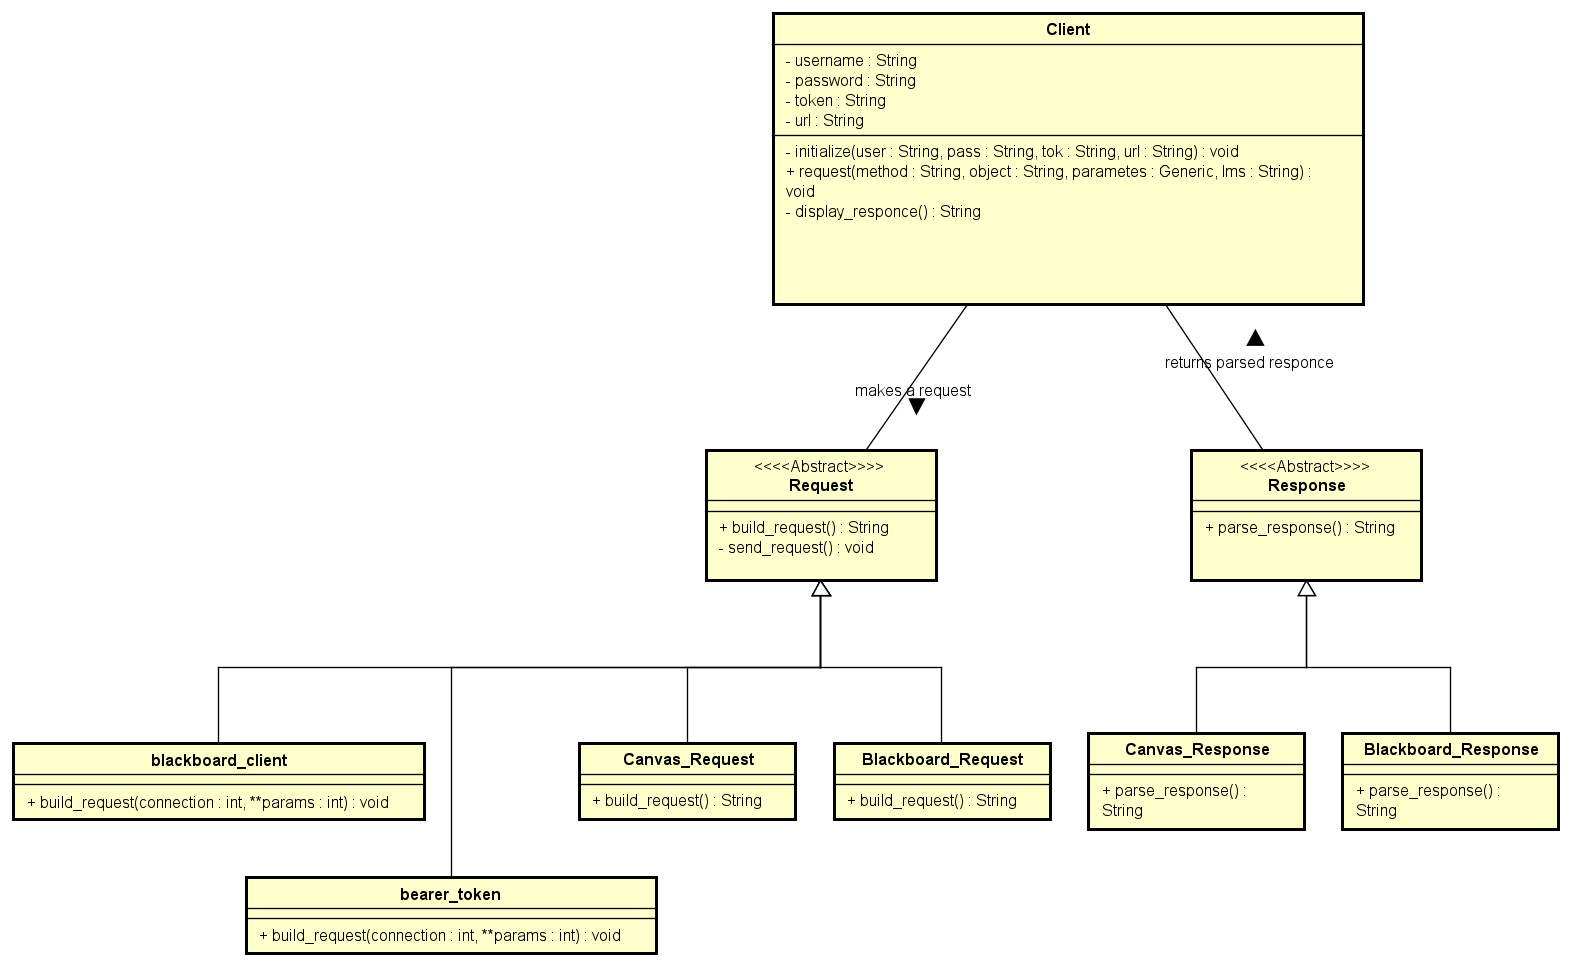 Client
- username : String
- password : String
- token : String
- url : String
- initialize(user : String, pass : String, tok : String, url : String) : void
+ request(method : String, object : String, parametes : Generic, lms : String) :
void
- display_responce() : String
returns parsed responce
makes a request
<<<<Abstract>>>>
Request
+ build_request() : String
- send_request() : void
<<<<Abstract>>>>
Response
+ parse_response() : String
blackboard_client
+ build_request(connection : int, **params : int) : void
Canvas_Request
+ build_request() : String
Blackboard_Request
+ build_request() : String
Canvas_Response
+ parse_response() :
String
Blackboard_Response
+ parse_response() :
String
bearer_token
+ build_request(connection : int, **params : int) : void